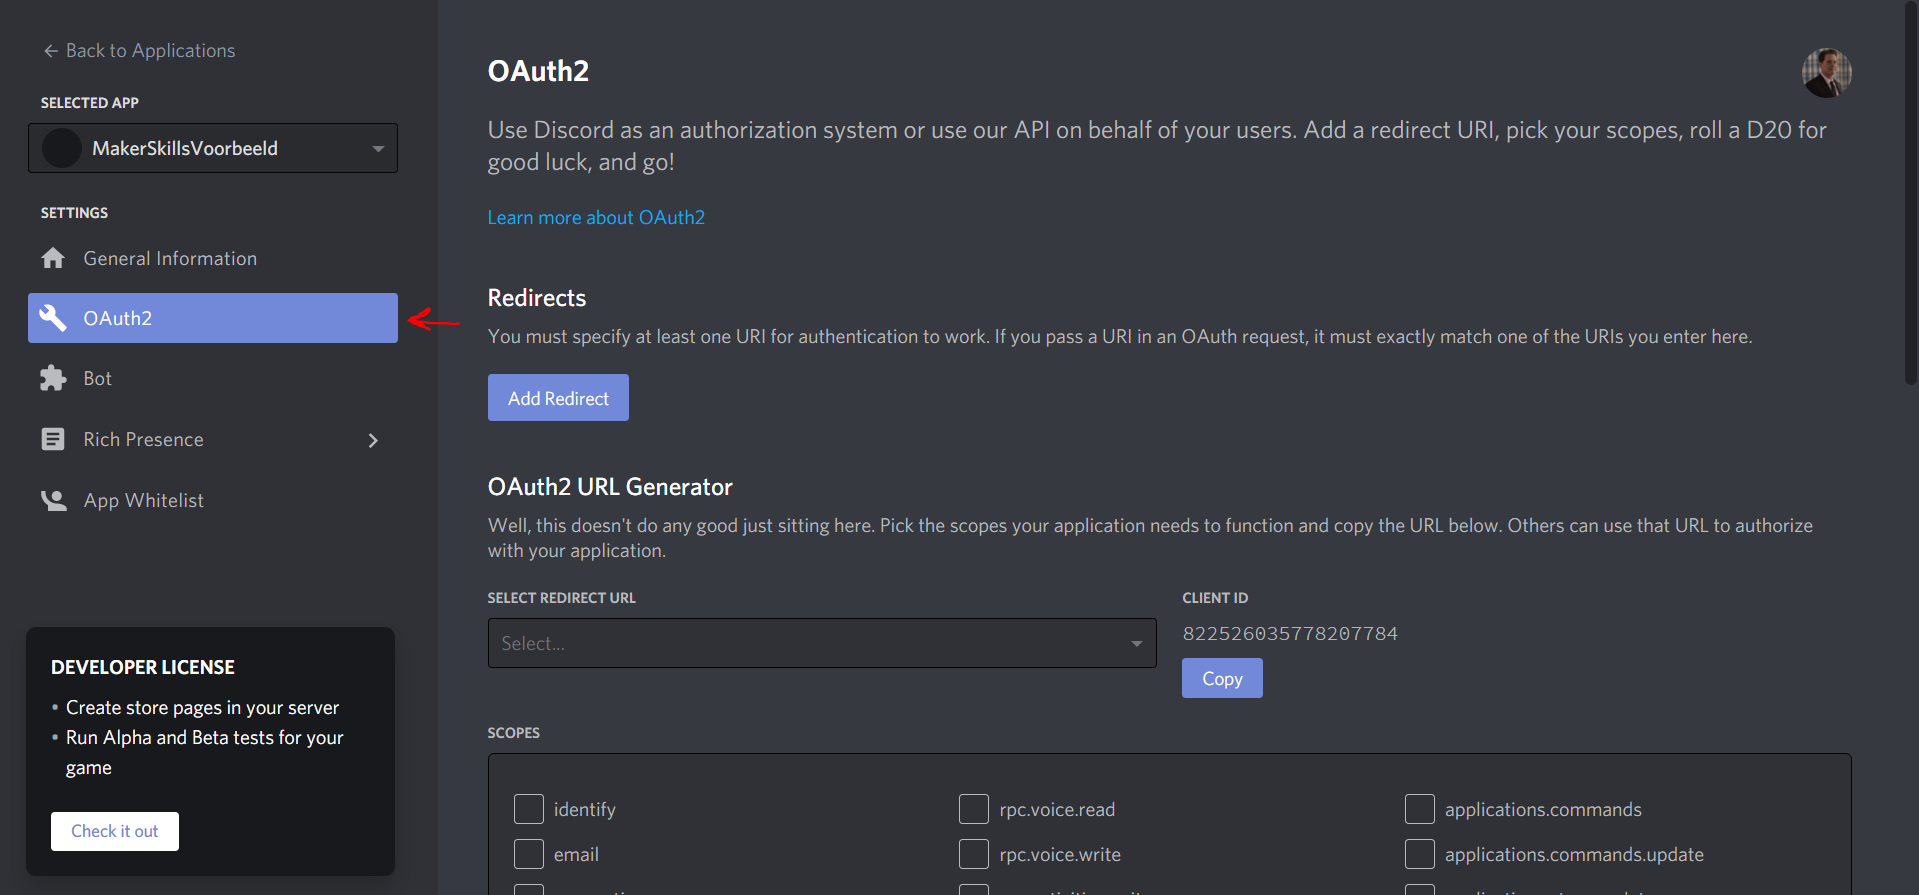 Back to Applications
SELECTED APP
MakerSkillsVoorbeeld
SETTINGS
General Information
OAuth2
Bot
Rich Presence
App Whitelist
DEVELOPER LICENSE
• Create store pages in your server
• Run Alpha and Beta tests for your
game
Check it out
OAuth2
Use Discord as an authorization system or use our API on behalf of your users. Add a redirect URI, pick your scopes, roll a D20 for
good luck, and go!
Learn more about OAuth2
Redirects
You must specify at least one URI for authentication to work. If you pass a URI in an OAuth request, it must exactly match one of the URIs you enter here.
Add Redirect
OAuth2 URL Generator
Well, this doesn't do any good just sitting here. Pick the scopes your application needs to function and copy the URL below. Others can use that URL to authorize
with your application.
SELECT REDIRECT URL
Select...
CLIENT ID
822526035778207784
Copy
SCOPES
identify
rpc.voice.read
applications.commands
email
rpc.voice.write
applications.commands.update